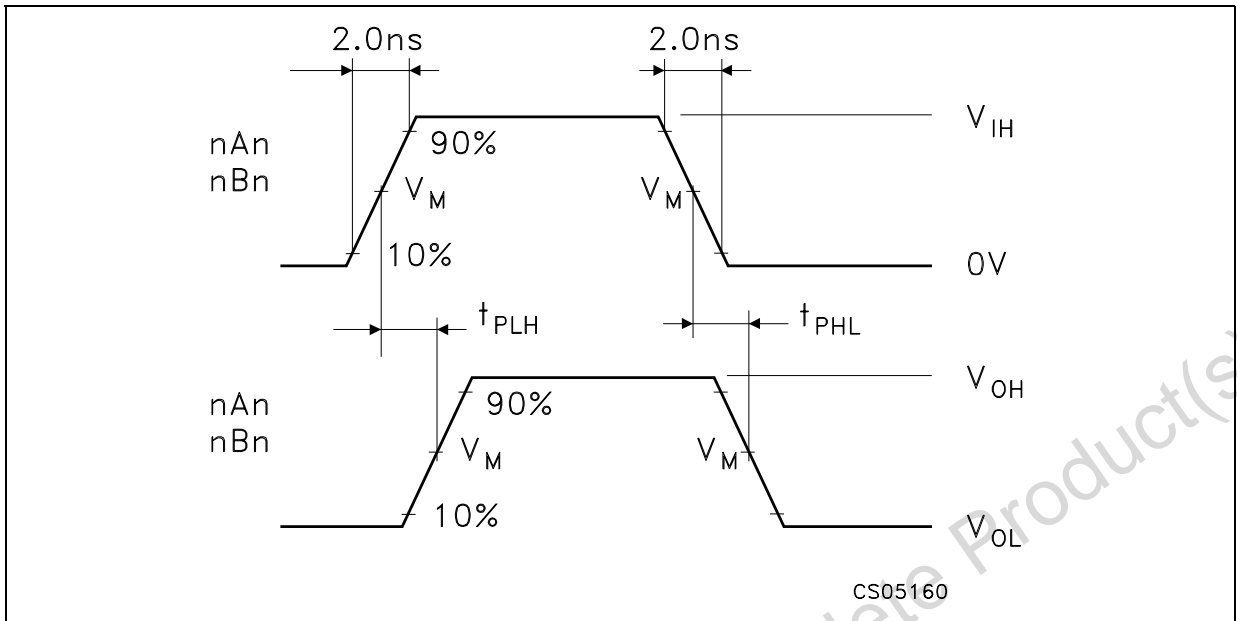 2.0ns 2.0ns
V_IH
nAn 90%
nBn V_M V_M
10% 0V
t_PLH t_PHL
V_OH
nAn 90%
nBn V_M V_M
10% V_OL
Product(s
CS05160